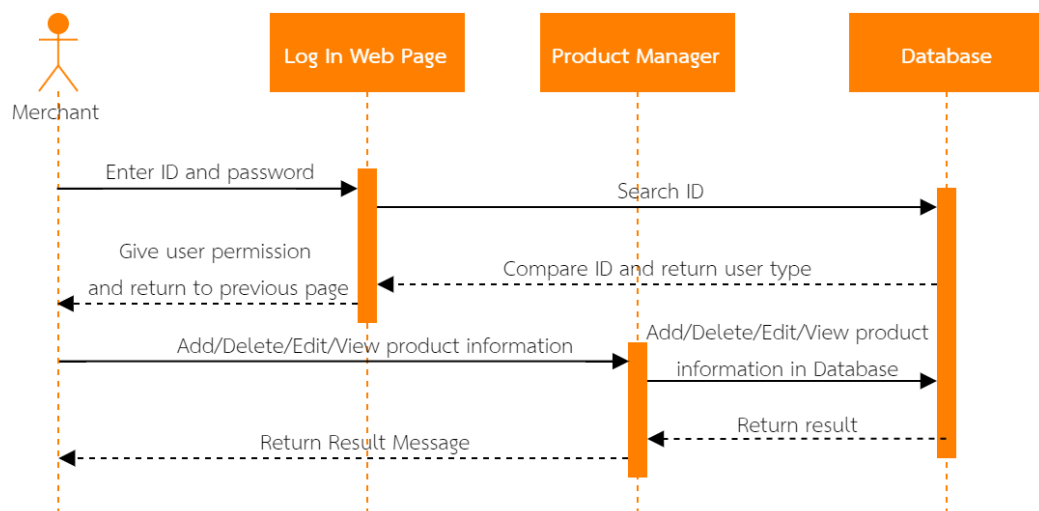 Log In Web Page
Product Manager
Database
Merchant
Enter ID and password
Search ID
Give user permission
and return to previous page
Compare ID and return user type
Add/Delete/Edit/View product information
Add/Delete/Edit/View product
information in Database
Return result
Return Result Message